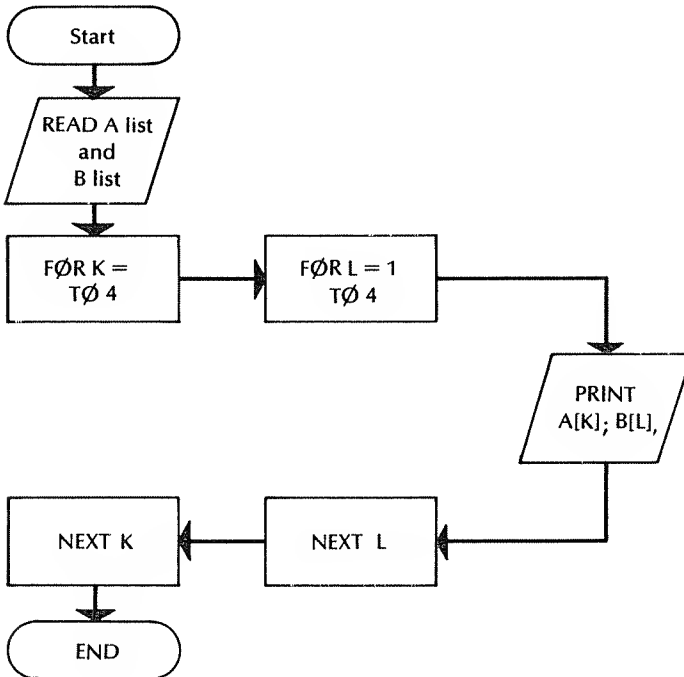 Start
READ A list
and
B list
FØR K =
TØ 4
FØR L = 1
TØ 4
PRINT
A[K]; B[L],
NEXT L
NEXT K
END